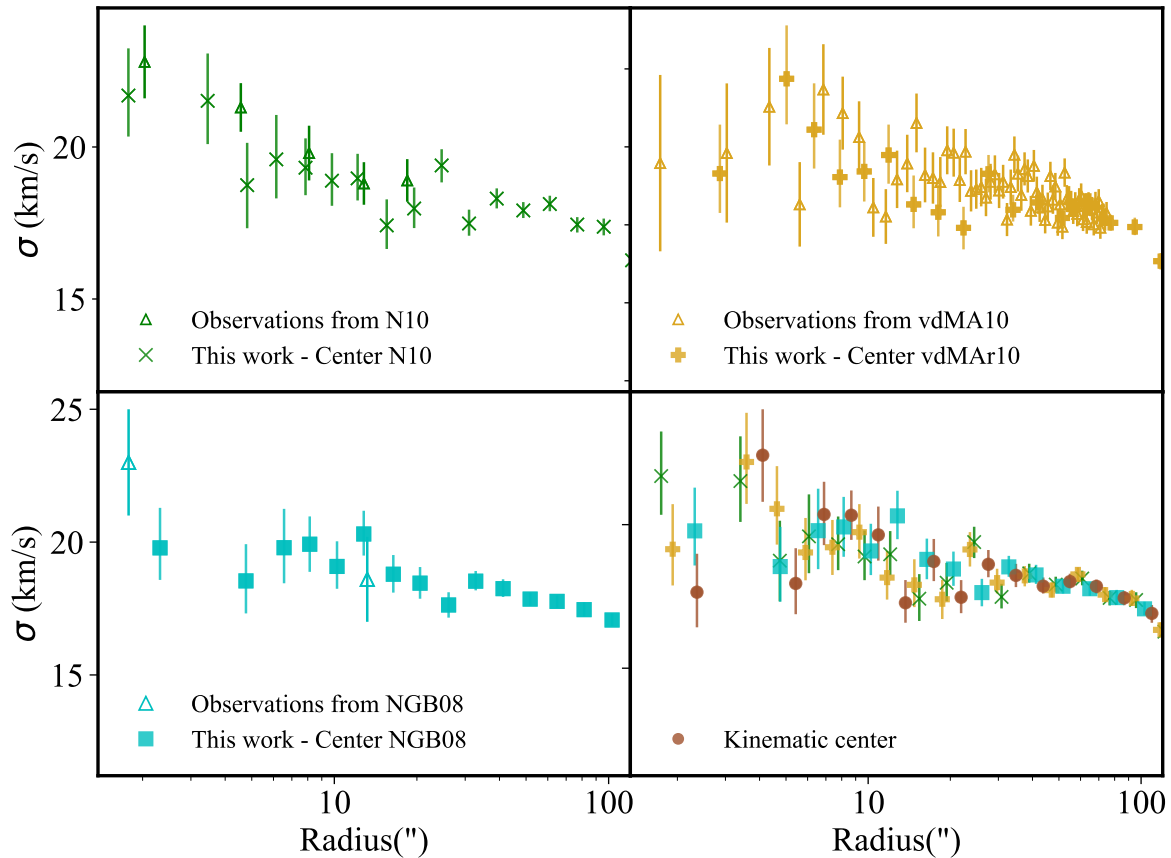 σ (km/s)
20
15
Observations from N10
This work - Center N10
Observations from vdMA10
This work - Center vdMAr10
σ (km/s)
25
20
15
Observations from NGB08
This work - Center NGB08
Kinematic center
10
100
10
100
Radius(")
Radius(")